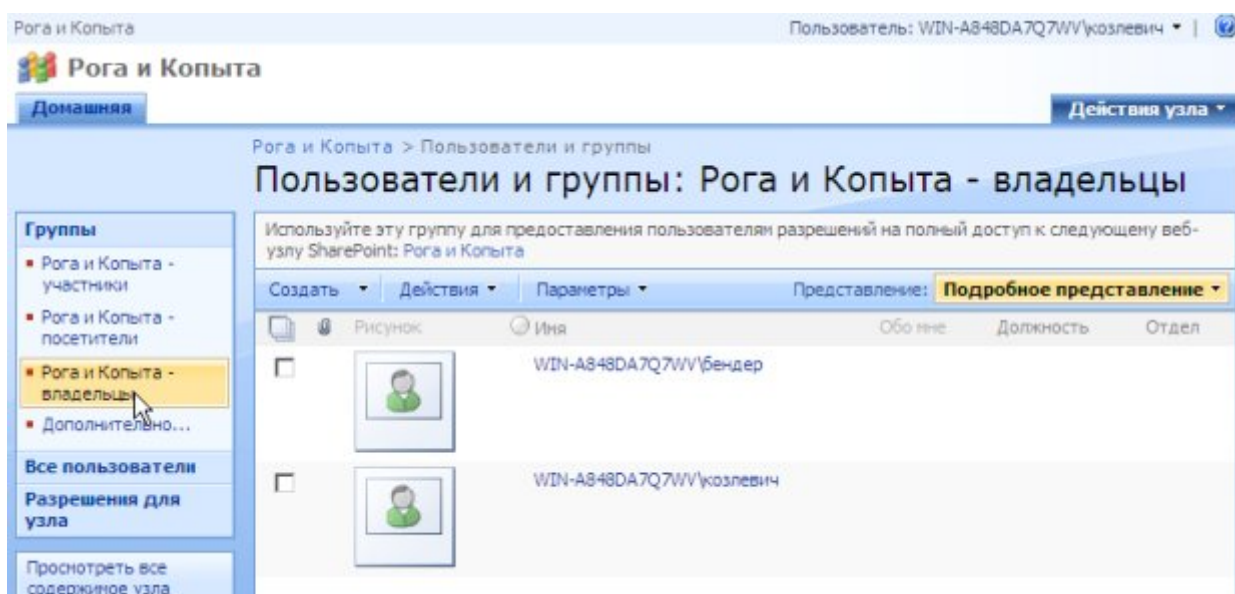 Рога и Копыта
Пользователь: WIN-A848DA7Q7WV\козлевич
Рога и Копыта
Домашняя
Действия узла
Рога и Копыта > Пользователи и группы
Пользователи и группы: Рога и Копыта - владельцы
Группы
Рога и Копыта -
участники
Рога и Копыта -
посетители
Рога и Копыта -
владельцы
Дополнительно...
Все пользователи
Разрешения для
узла
Просмотреть все
содержимое узла
Используйте эту группу для предоставления пользователям разрешений на полный доступ к следующему веб-
узлу SharePoint: Рога и Копыта
Создать Действия Параметры Представление: Подробное представление
Рисунок Имя Обо мне Должность Отдел
WIN-A848DA7Q7WV\бендер
WIN-A848DA7Q7WV\козлевич